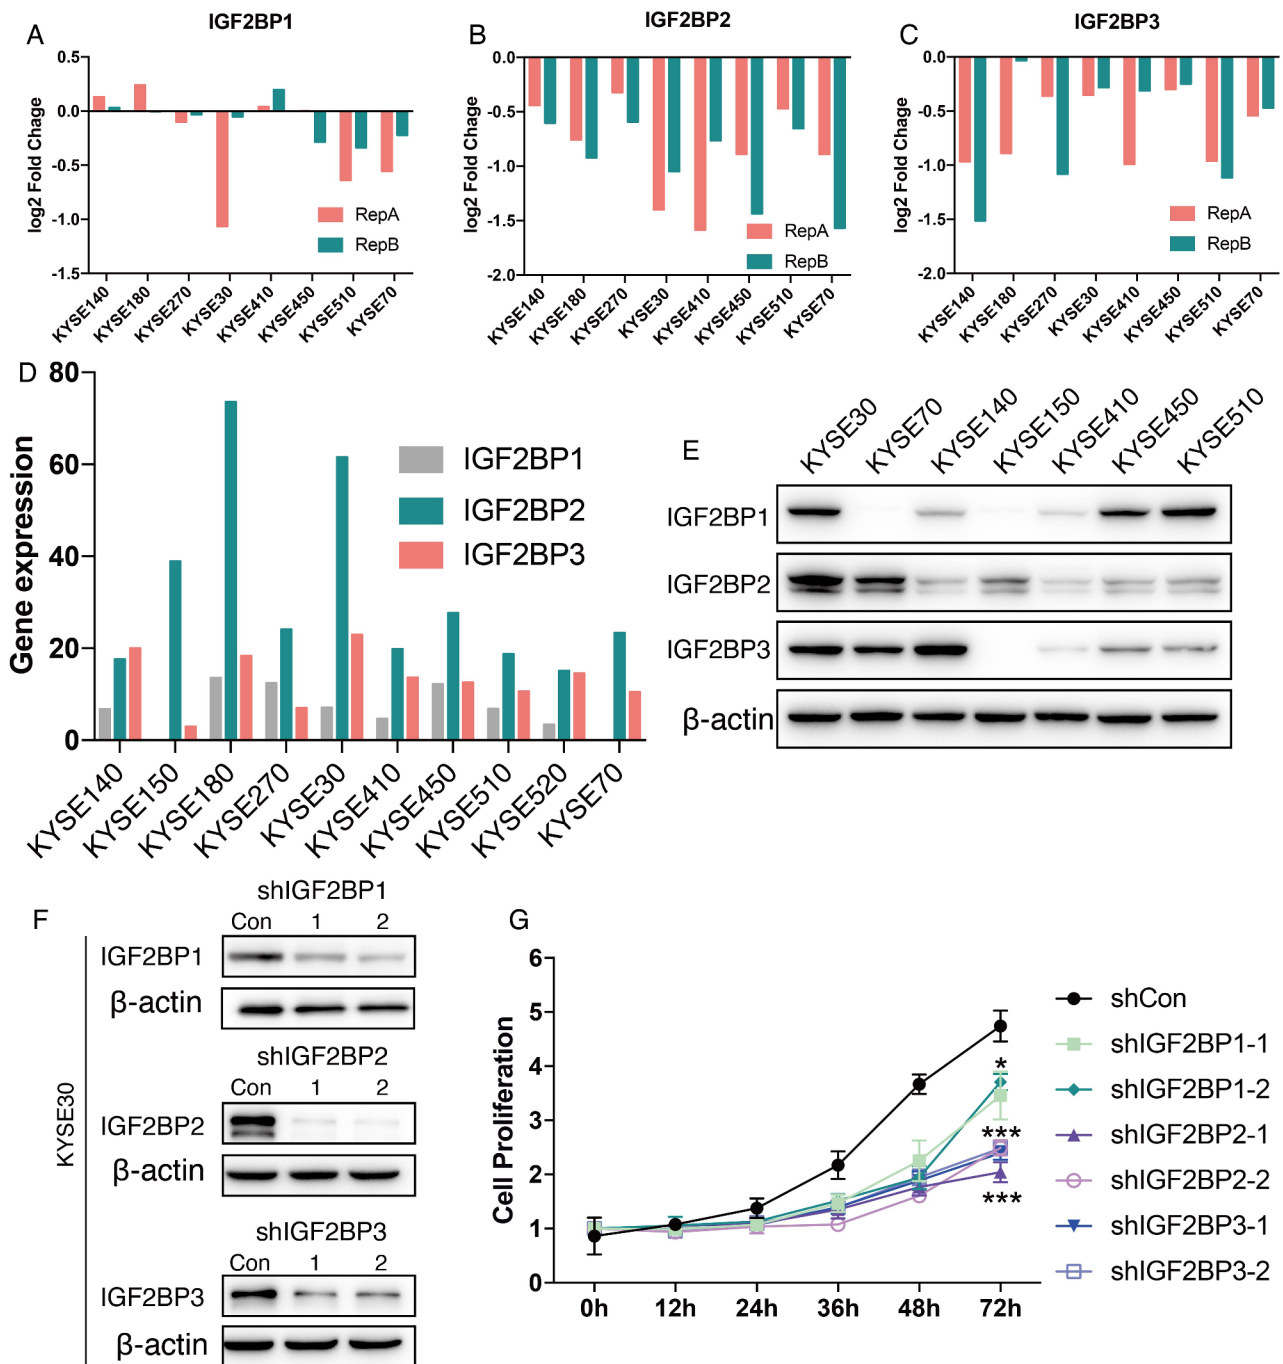 A
IGF2BP1
log2 Fold Chage
0.5
0.0
-0.5
-1.0
-1.5
RepA
RepB
KYSE140
KYSE180
KYSE270
KYSE30
KYSE410
KYSE450
KYSE510
KYSE70
B
IGF2BP2
log2 Fold Chage
0.0
-0.5
-1.0
-1.5
-2.0
RepA
RepB
KYSE140
KYSE180
KYSE270
KYSE30
KYSE410
KYSE450
KYSE510
KYSE70
C
IGF2BP3
log2 Fold Chage
0.0
-0.5
-1.0
-1.5
-2.0
RepA
RepB
KYSE140
KYSE180
KYSE270
KYSE30
KYSE410
KYSE450
KYSE510
KYSE70
D
Gene expression
80
60
40
20
0
IGF2BP1
IGF2BP2
IGF2BP3
KYSE140
KYSE150
KYSE180
KYSE270
KYSE30
KYSE410
KYSE450
KYSE510
KYSE520
KYSE70
E
KYSE30
KYSE70
KYSE140
KYSE150
KYSE410
KYSE450
KYSE510
IGF2BP1
IGF2BP2
IGF2BP3
β-actin
F
KYSE30
shIGF2BP1
Con 1 2
IGF2BP1
β-actin
shIGF2BP2
Con 1 2
IGF2BP2
β-actin
shIGF2BP3
Con 1 2
IGF2BP3
β-actin
G
Cell Proliferation
6
5
4
3
2
1
0
0h 12h 24h 36h 48h 72h
*
***
***
shCon
shIGF2BP1-1
shIGF2BP1-2
shIGF2BP2-1
shIGF2BP2-2
shIGF2BP3-1
shIGF2BP3-2